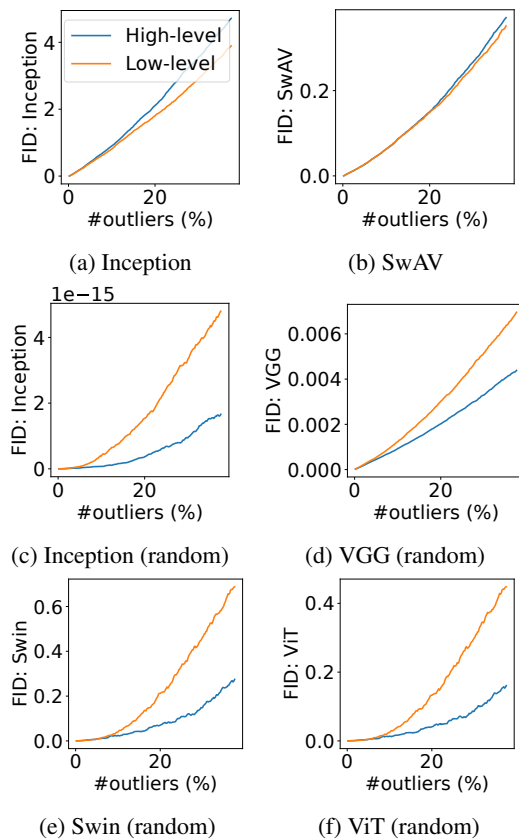 FID: Inception
4
2
0
High-level
Low-level
0 20
#outliers (%)
(a) Inception
FID: SwAV
0.2
0.0
0 20
#outliers (%)
(b) SwAV
1e−15
FID: Inception
4
2
0
0 20
#outliers (%)
(c) Inception (random)
FID: VGG
0.006
0.004
0.002
0.000
0 20
#outliers (%)
(d) VGG (random)
FID: Swin
0.6
0.4
0.2
0.0
0 20
#outliers (%)
(e) Swin (random)
FID: ViT
0.4
0.2
0.0
0 20
#outliers (%)
(f) ViT (random)